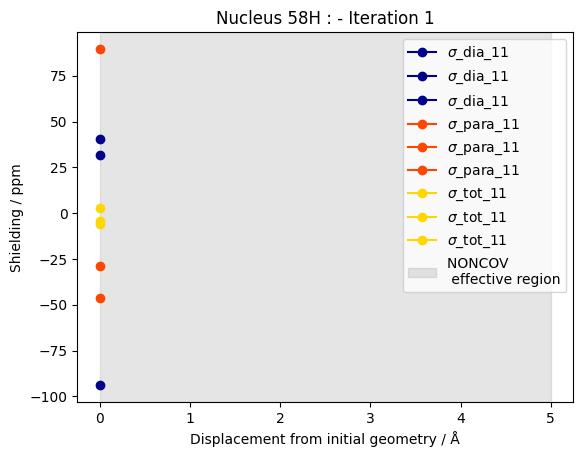 Nucleus 58H : - Iteration 1
Shielding / ppm
75
50
25
0
−25
−50
−75
−100
σ_dia_11
σ_dia_11
σ_dia_11
σ_para_11
σ_para_11
σ_para_11
σ_tot_11
σ_tot_11
σ_tot_11
NONCOV
effective region
0 1 2 3 4 5
Displacement from initial geometry / Å